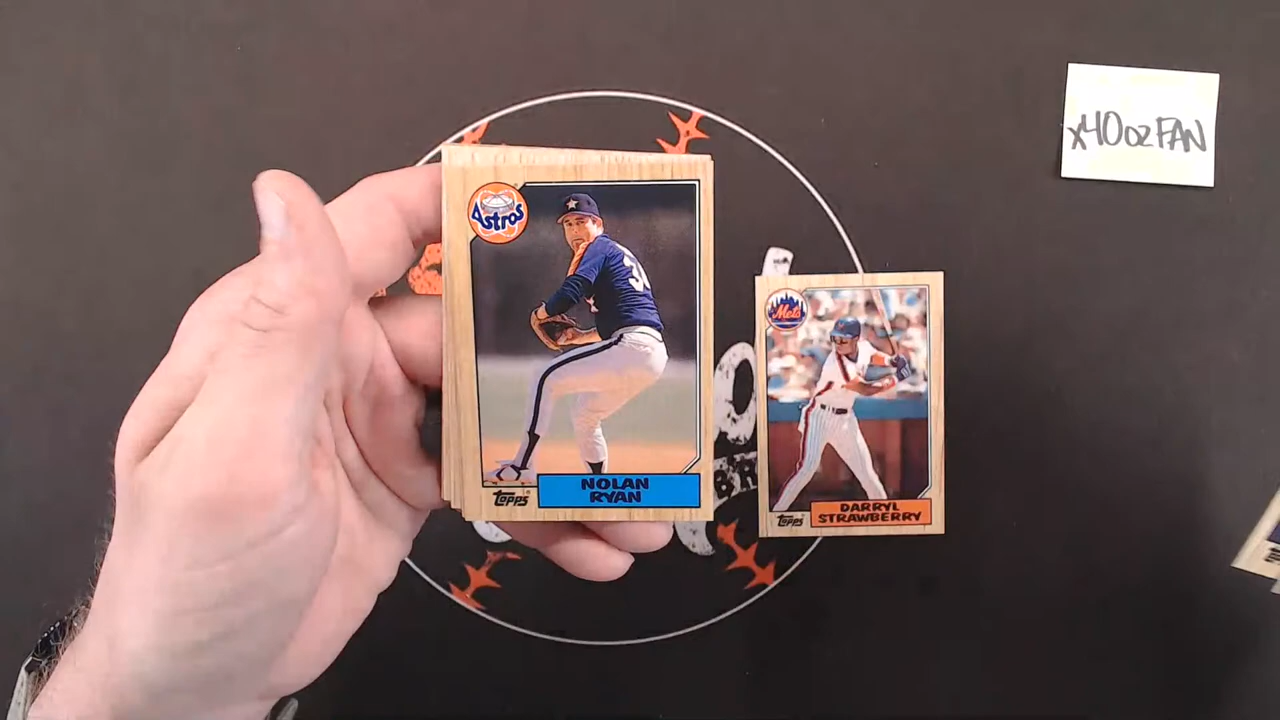 x40ozFAN
Astros
NOLAN
RYAN
topps
Mets
DARRYL
STRAWBERRY
topps